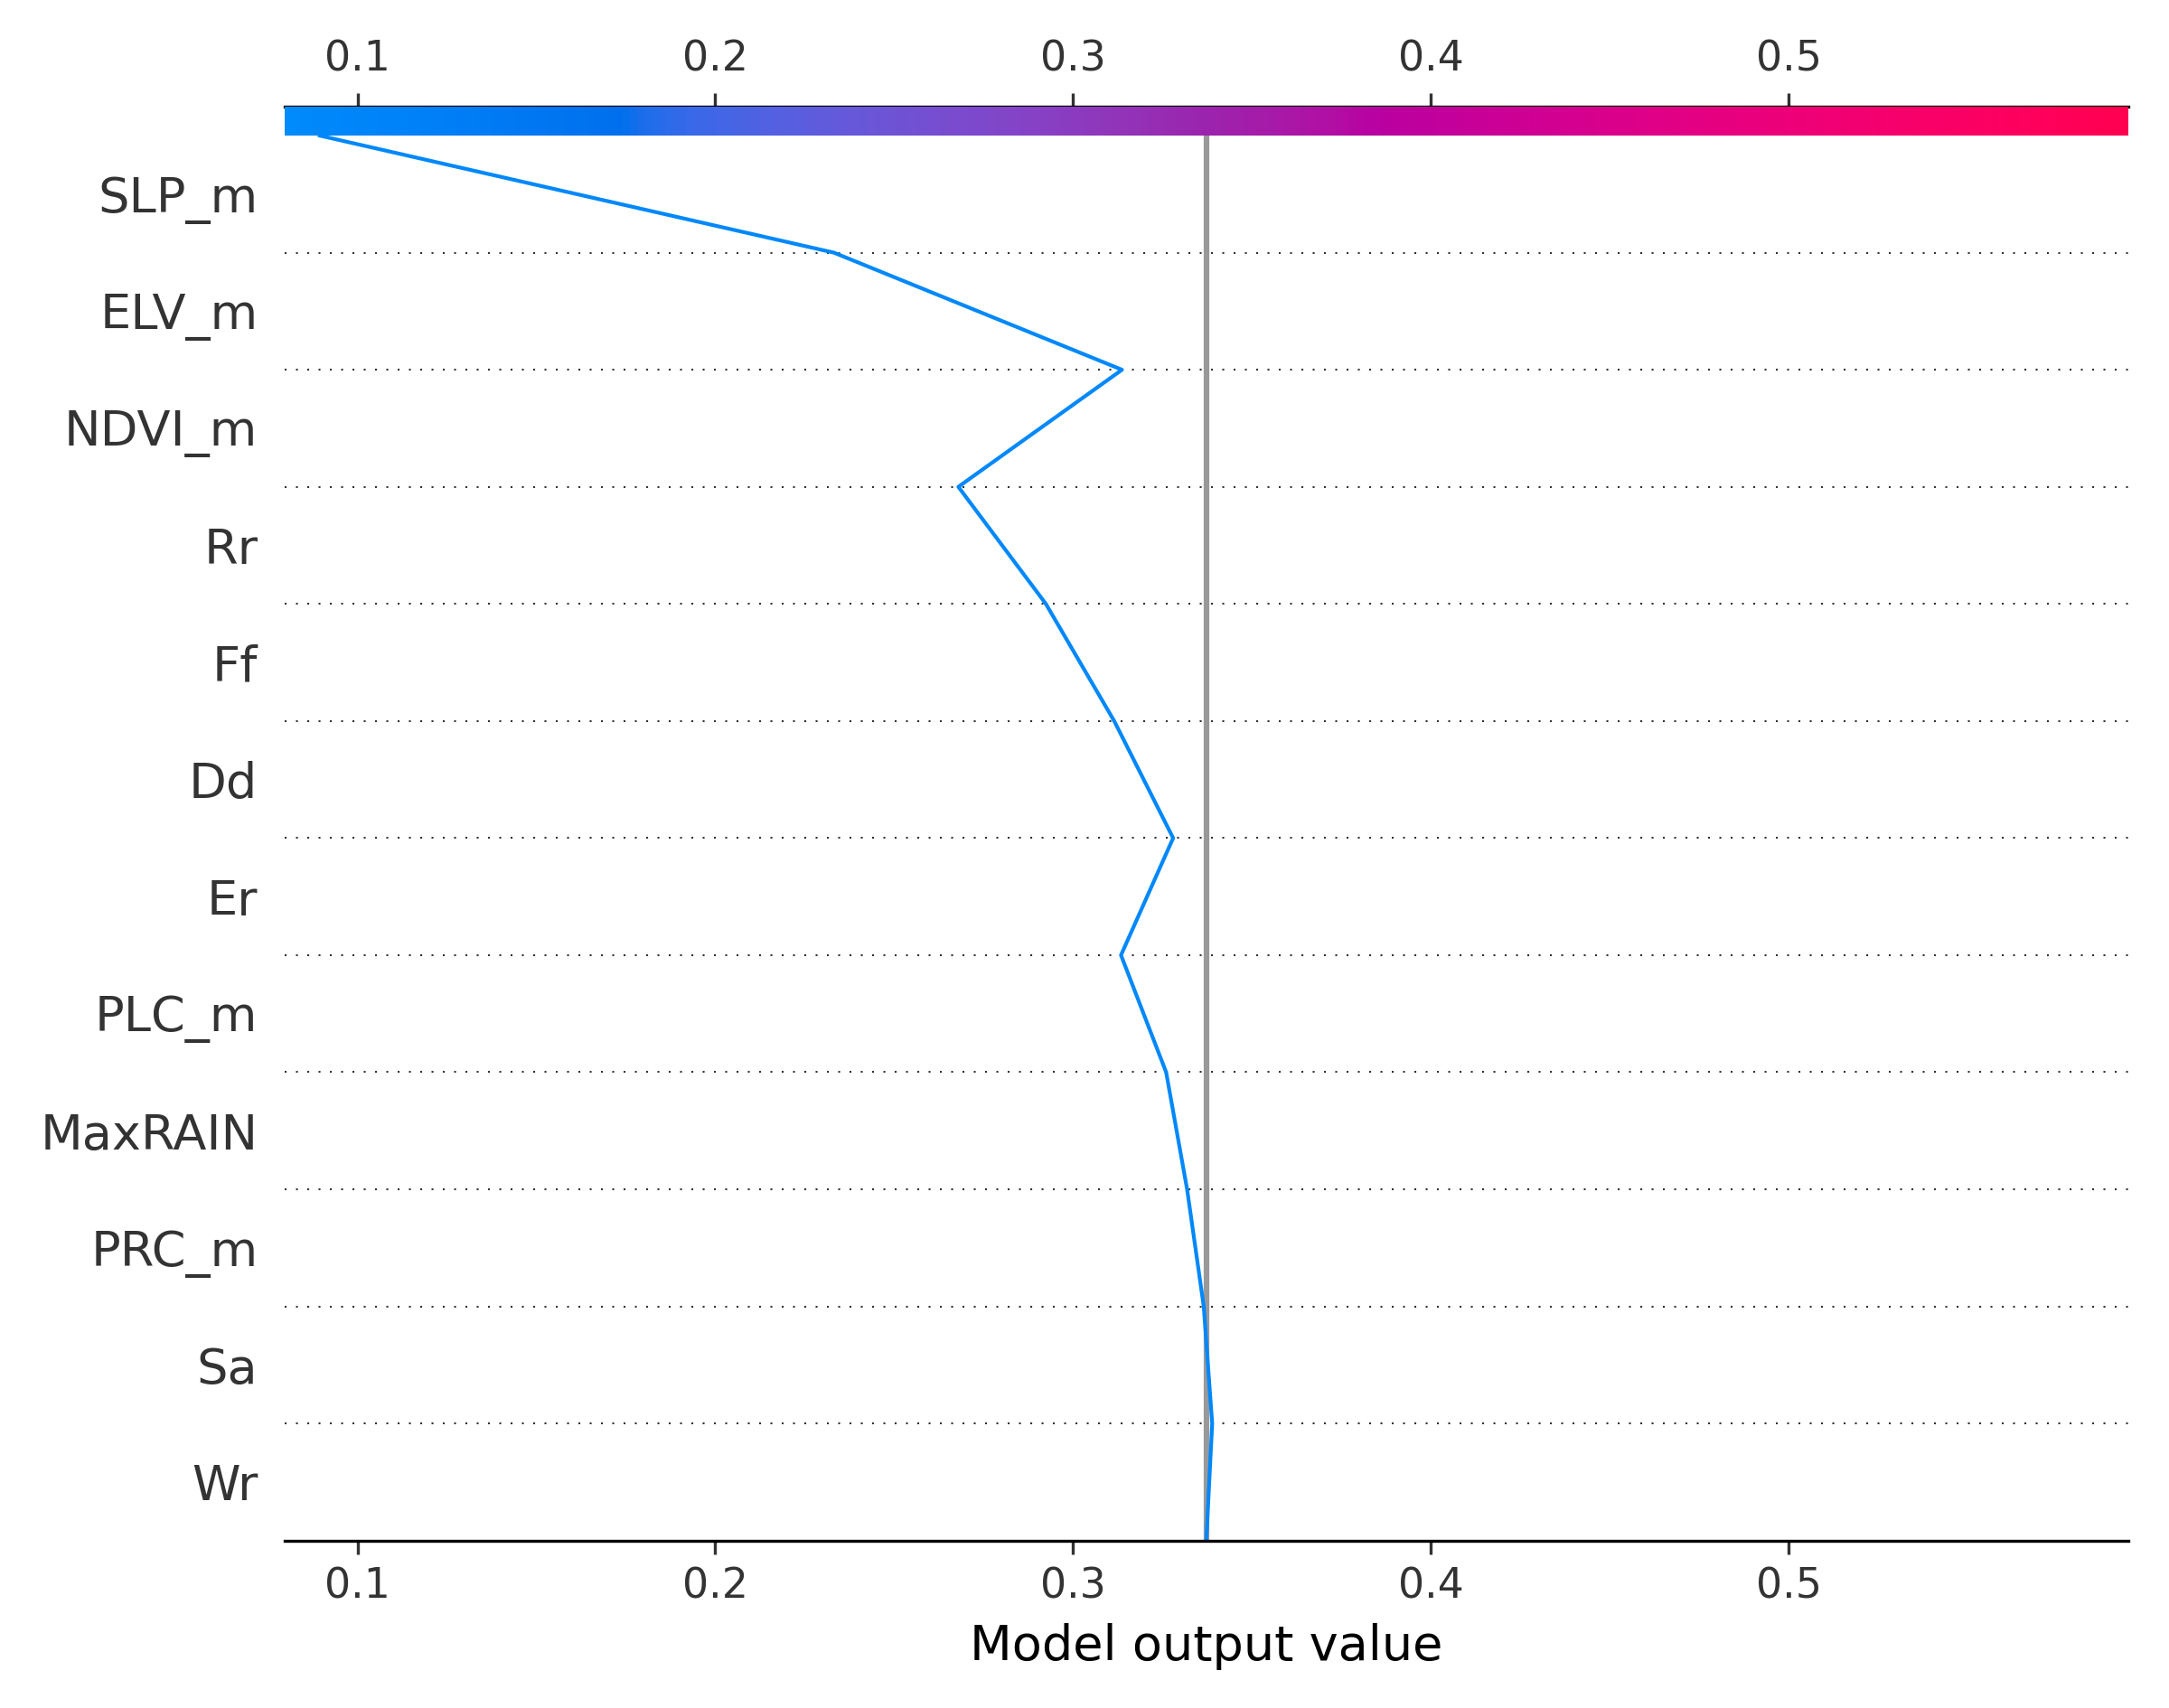 0.1 0.2 0.3 0.4 0.5
SLP_m
ELV_m
NDVI_m
Rr
Ff
Dd
Er
PLC_m
MaxRAIN
PRC_m
Sa
Wr
0.1 0.2 0.3 0.4 0.5
Model output value